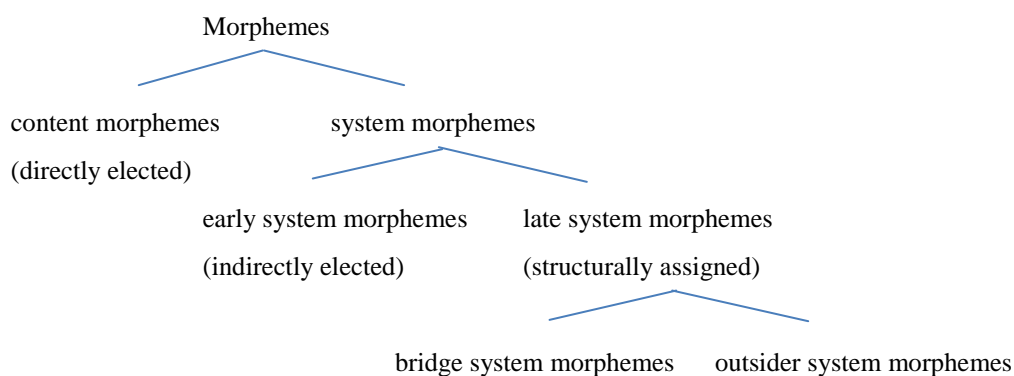 Morphemes
content morphemes system morphemes
(directly elected)
early system morphemes late system morphemes
(indirectly elected) (structurally assigned)
bridge system morphemes outsider system morphemes